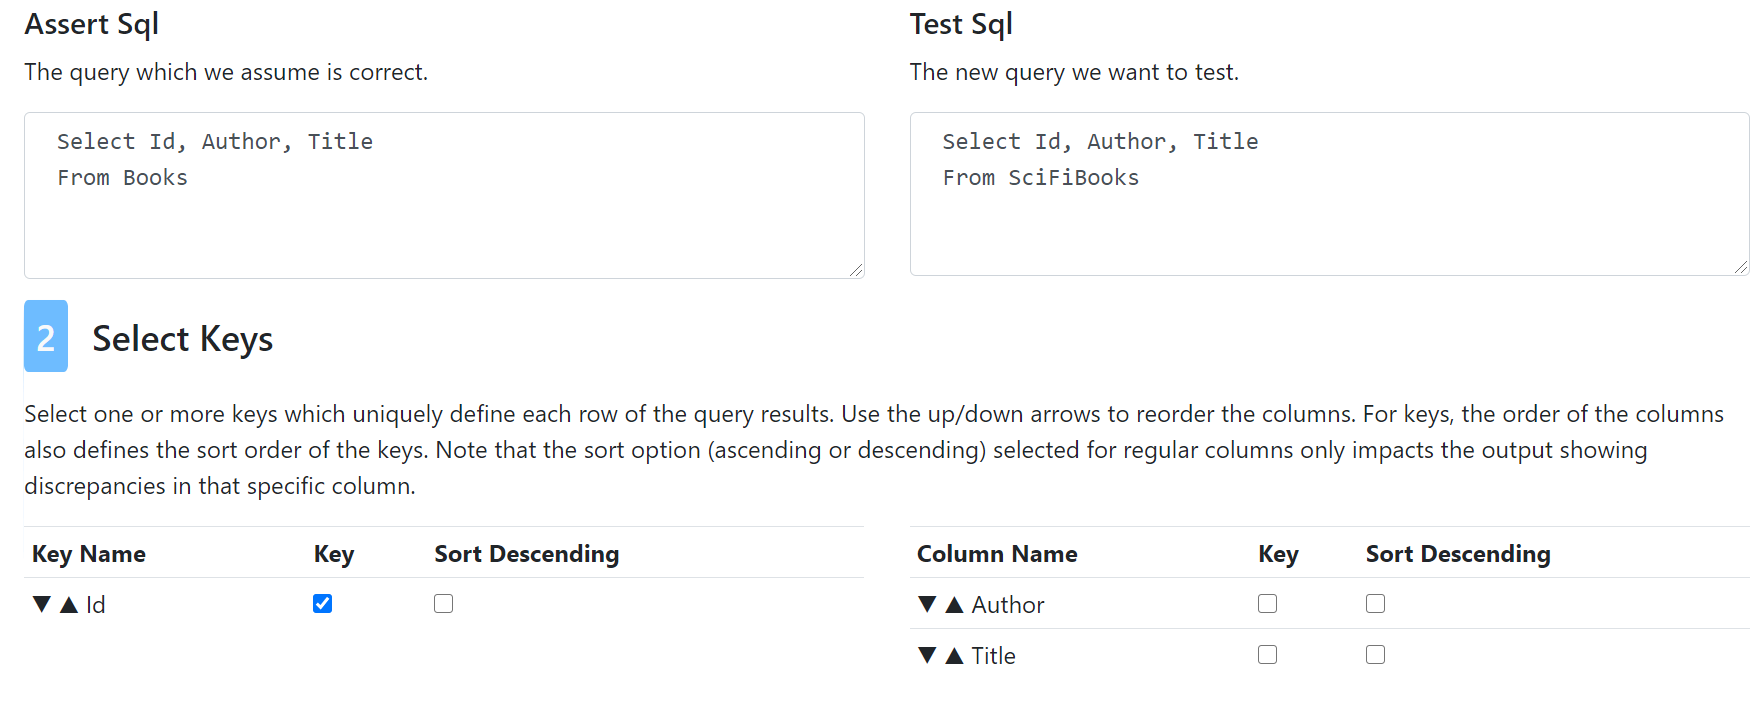 Assert Sql
The query which we assume is correct.
Select Id, Author, Title
From Books
Test Sql
The new query we want to test.
Select Id, Author, Title
From SciFiBooks
2 Select Keys
Select one or more keys which uniquely define each row of the query results. Use the up/down arrows to reorder the columns. For keys, the order of the columns
also defines the sort order of the keys. Note that the sort option (ascending or descending) selected for regular columns only impacts the output showing
discrepancies in that specific column.
Key Name Key Sort Descending
▼ ▲ Id
Column Name Key Sort Descending
▼ ▲ Author
▼ ▲ Title